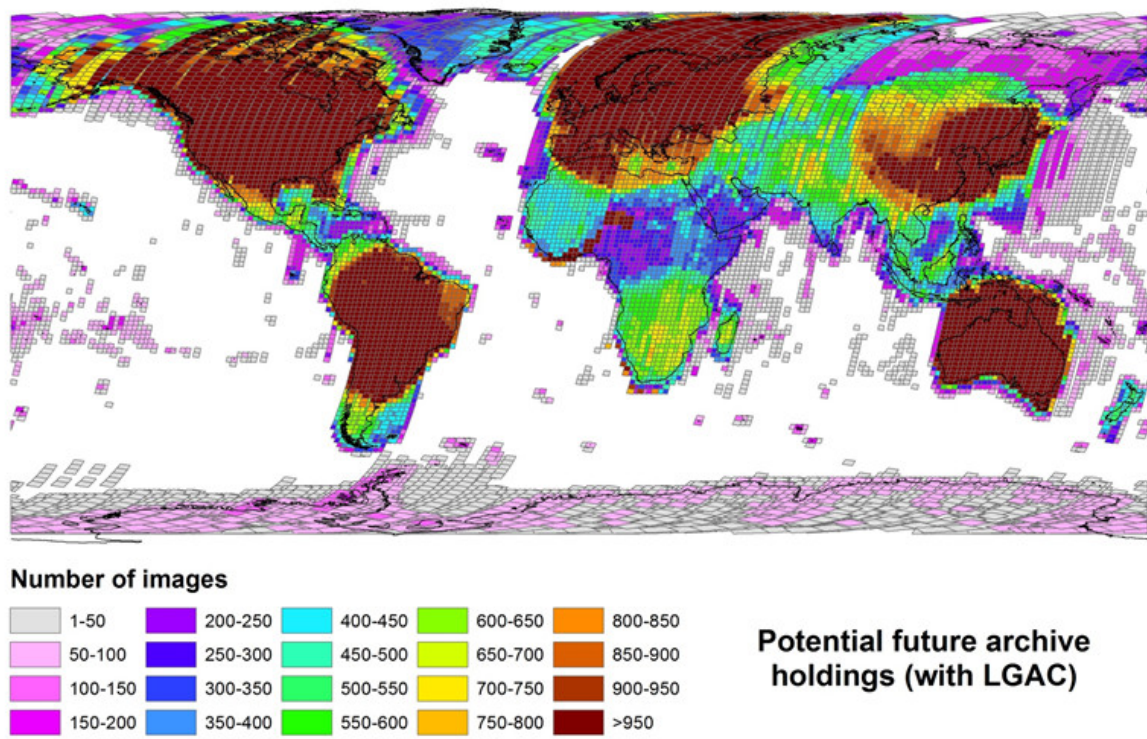 Number of images
1-50 200-250 400-450 600-650 800-850
50-100 250-300 450-500 650-700 850-900
100-150 300-350 500-550 700-750 900-950
150-200 350-400 550-600 750-800 >950
Potential future archive
holdings (with LGAC)